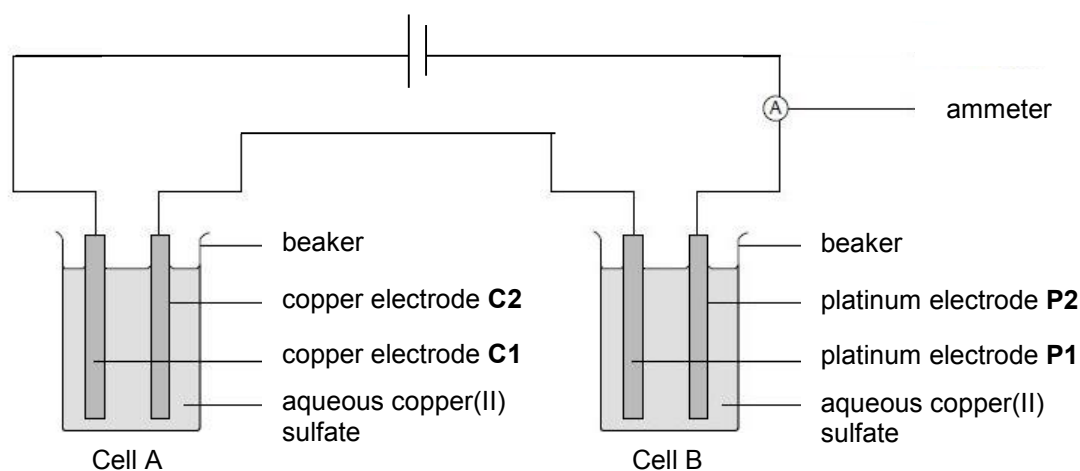 A
ammeter
beaker
copper electrode C2
copper electrode C1
aqueous copper(II)
sulfate
Cell A
beaker
platinum electrode P2
platinum electrode P1
aqueous copper(II)
sulfate
Cell B